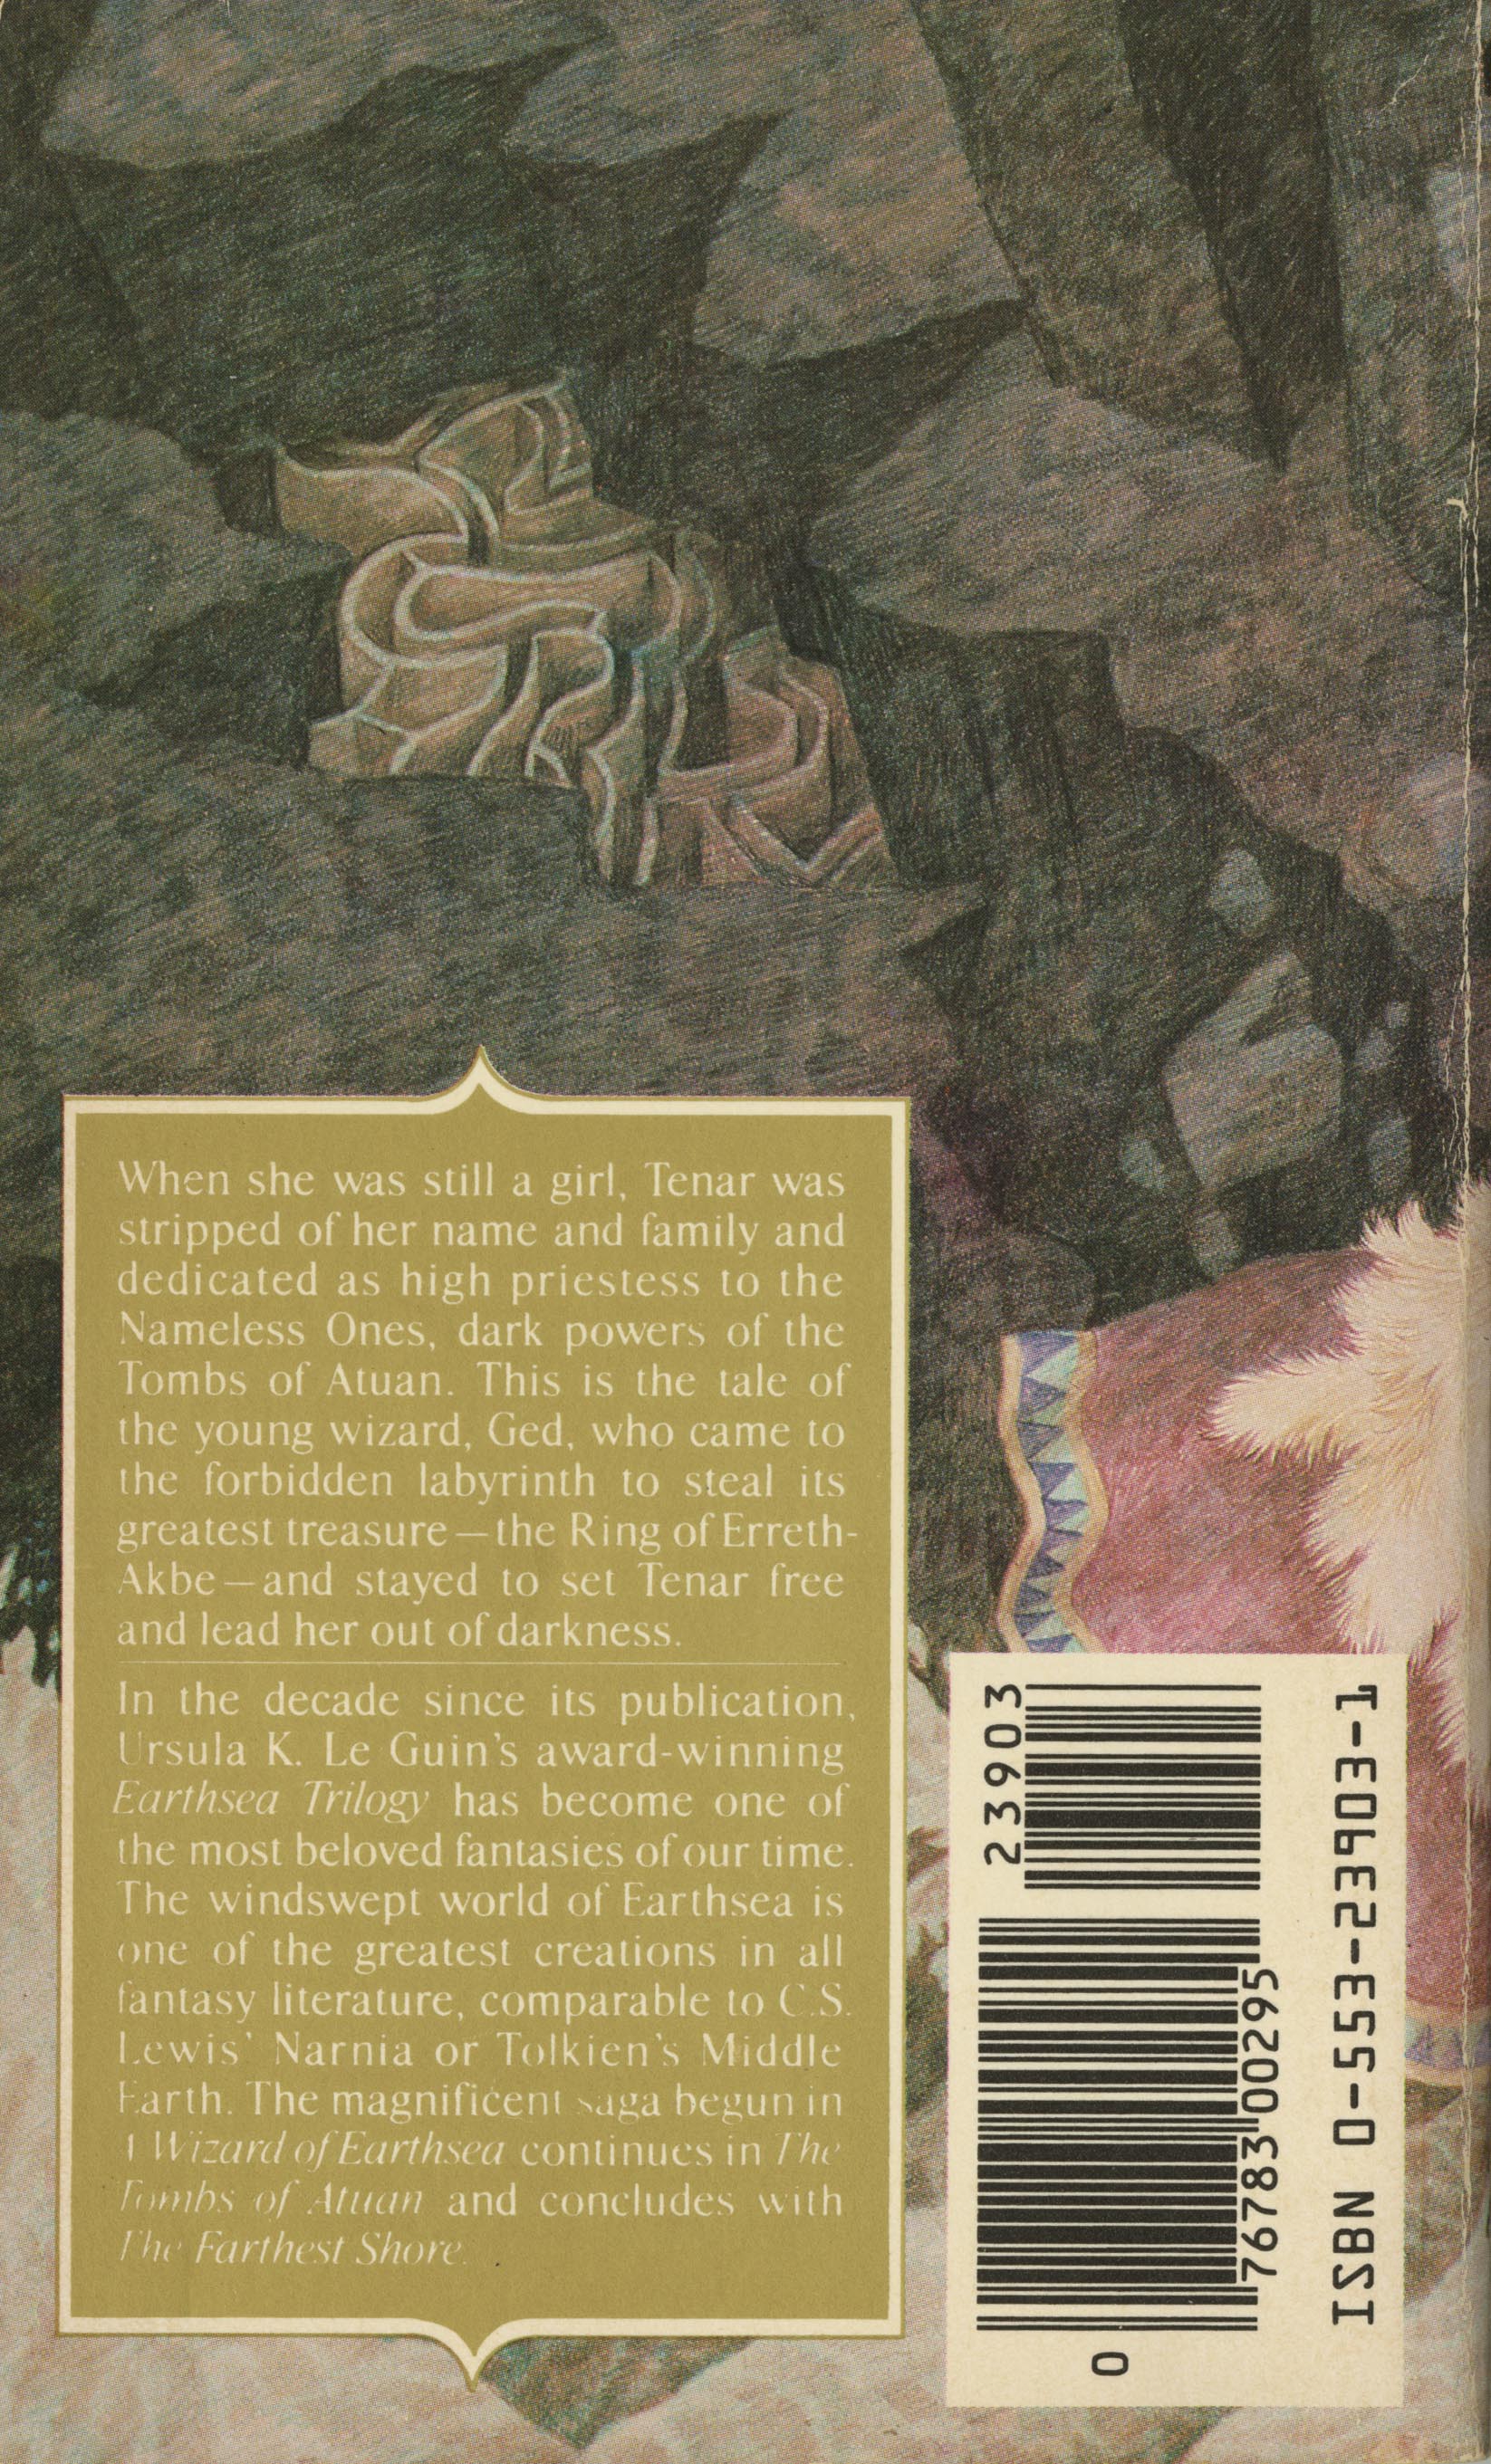 When she was still a girl, Tenar was
stripped of her name and family and
dedicated as high priestess to the
Nameless Ones, dark powers of the
Tombs of Atuan. This is the tale of
the young wizard, Ged, who came to
the forbidden labyrinth to steal its
greatest treasure—the Ring of Erreth-
Akbe—and stayed to set Tenar free
and lead her out of darkness.
In the decade since its publication,
Ursula K. Le Guin's award-winning
Earthsea Trilogy has become one of
the most beloved fantasies of our time.
The windswept world of Earthsea is
one of the greatest creations in all
fantasy literature, comparable to C.S.
Lewis' Narnia or Tolkien's Middle
Earth. The magnificent saga begun in
A Wizard of Earthsea continues in The
Tombs of Atuan and concludes with
The Farthest Shore.
23903
0 76783 00295
ISBN 0-553-23903-1